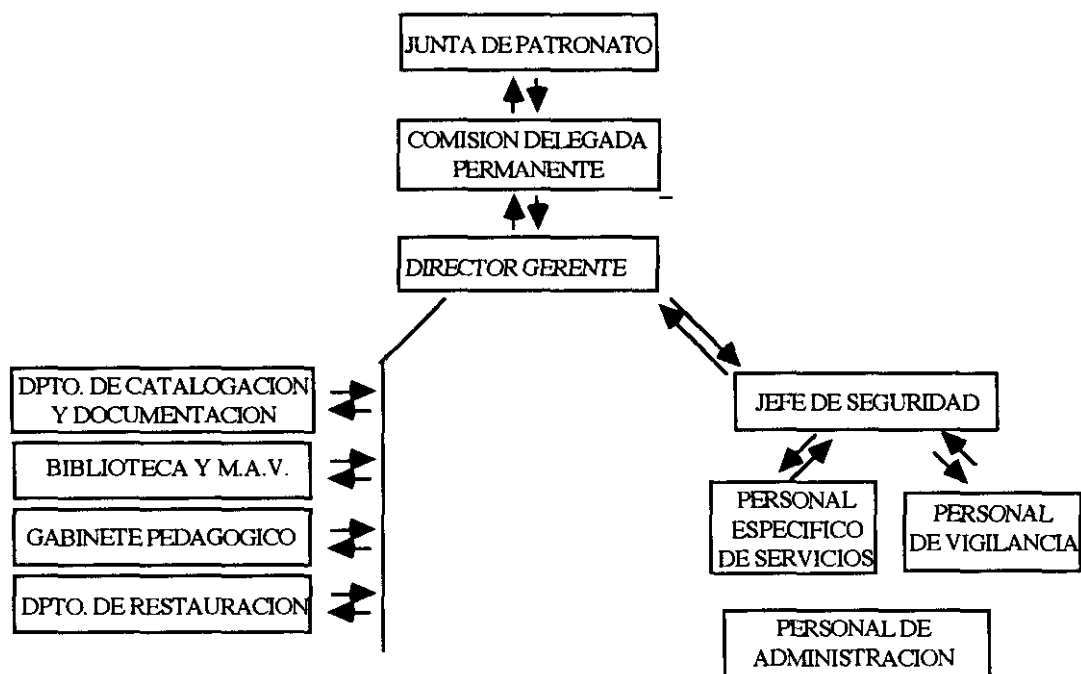 JUNTA DE PATRONATO
COMISION DELEGADA
PERMANENTE
DIRECTOR GERENTE
DPTO. DE CATALOGACION
Y DOCUMENTACION
BIBLIOTECA Y M.A.V.
GABINETE PEDAGOGICO
DPTO. DE RESTAURACION
JEFE DE SEGURIDAD
PERSONAL
ESPECIFICO
DE SERVICIOS
PERSONAL
DE VIGILANCIA
PERSONAL DE
ADMINISTRACION